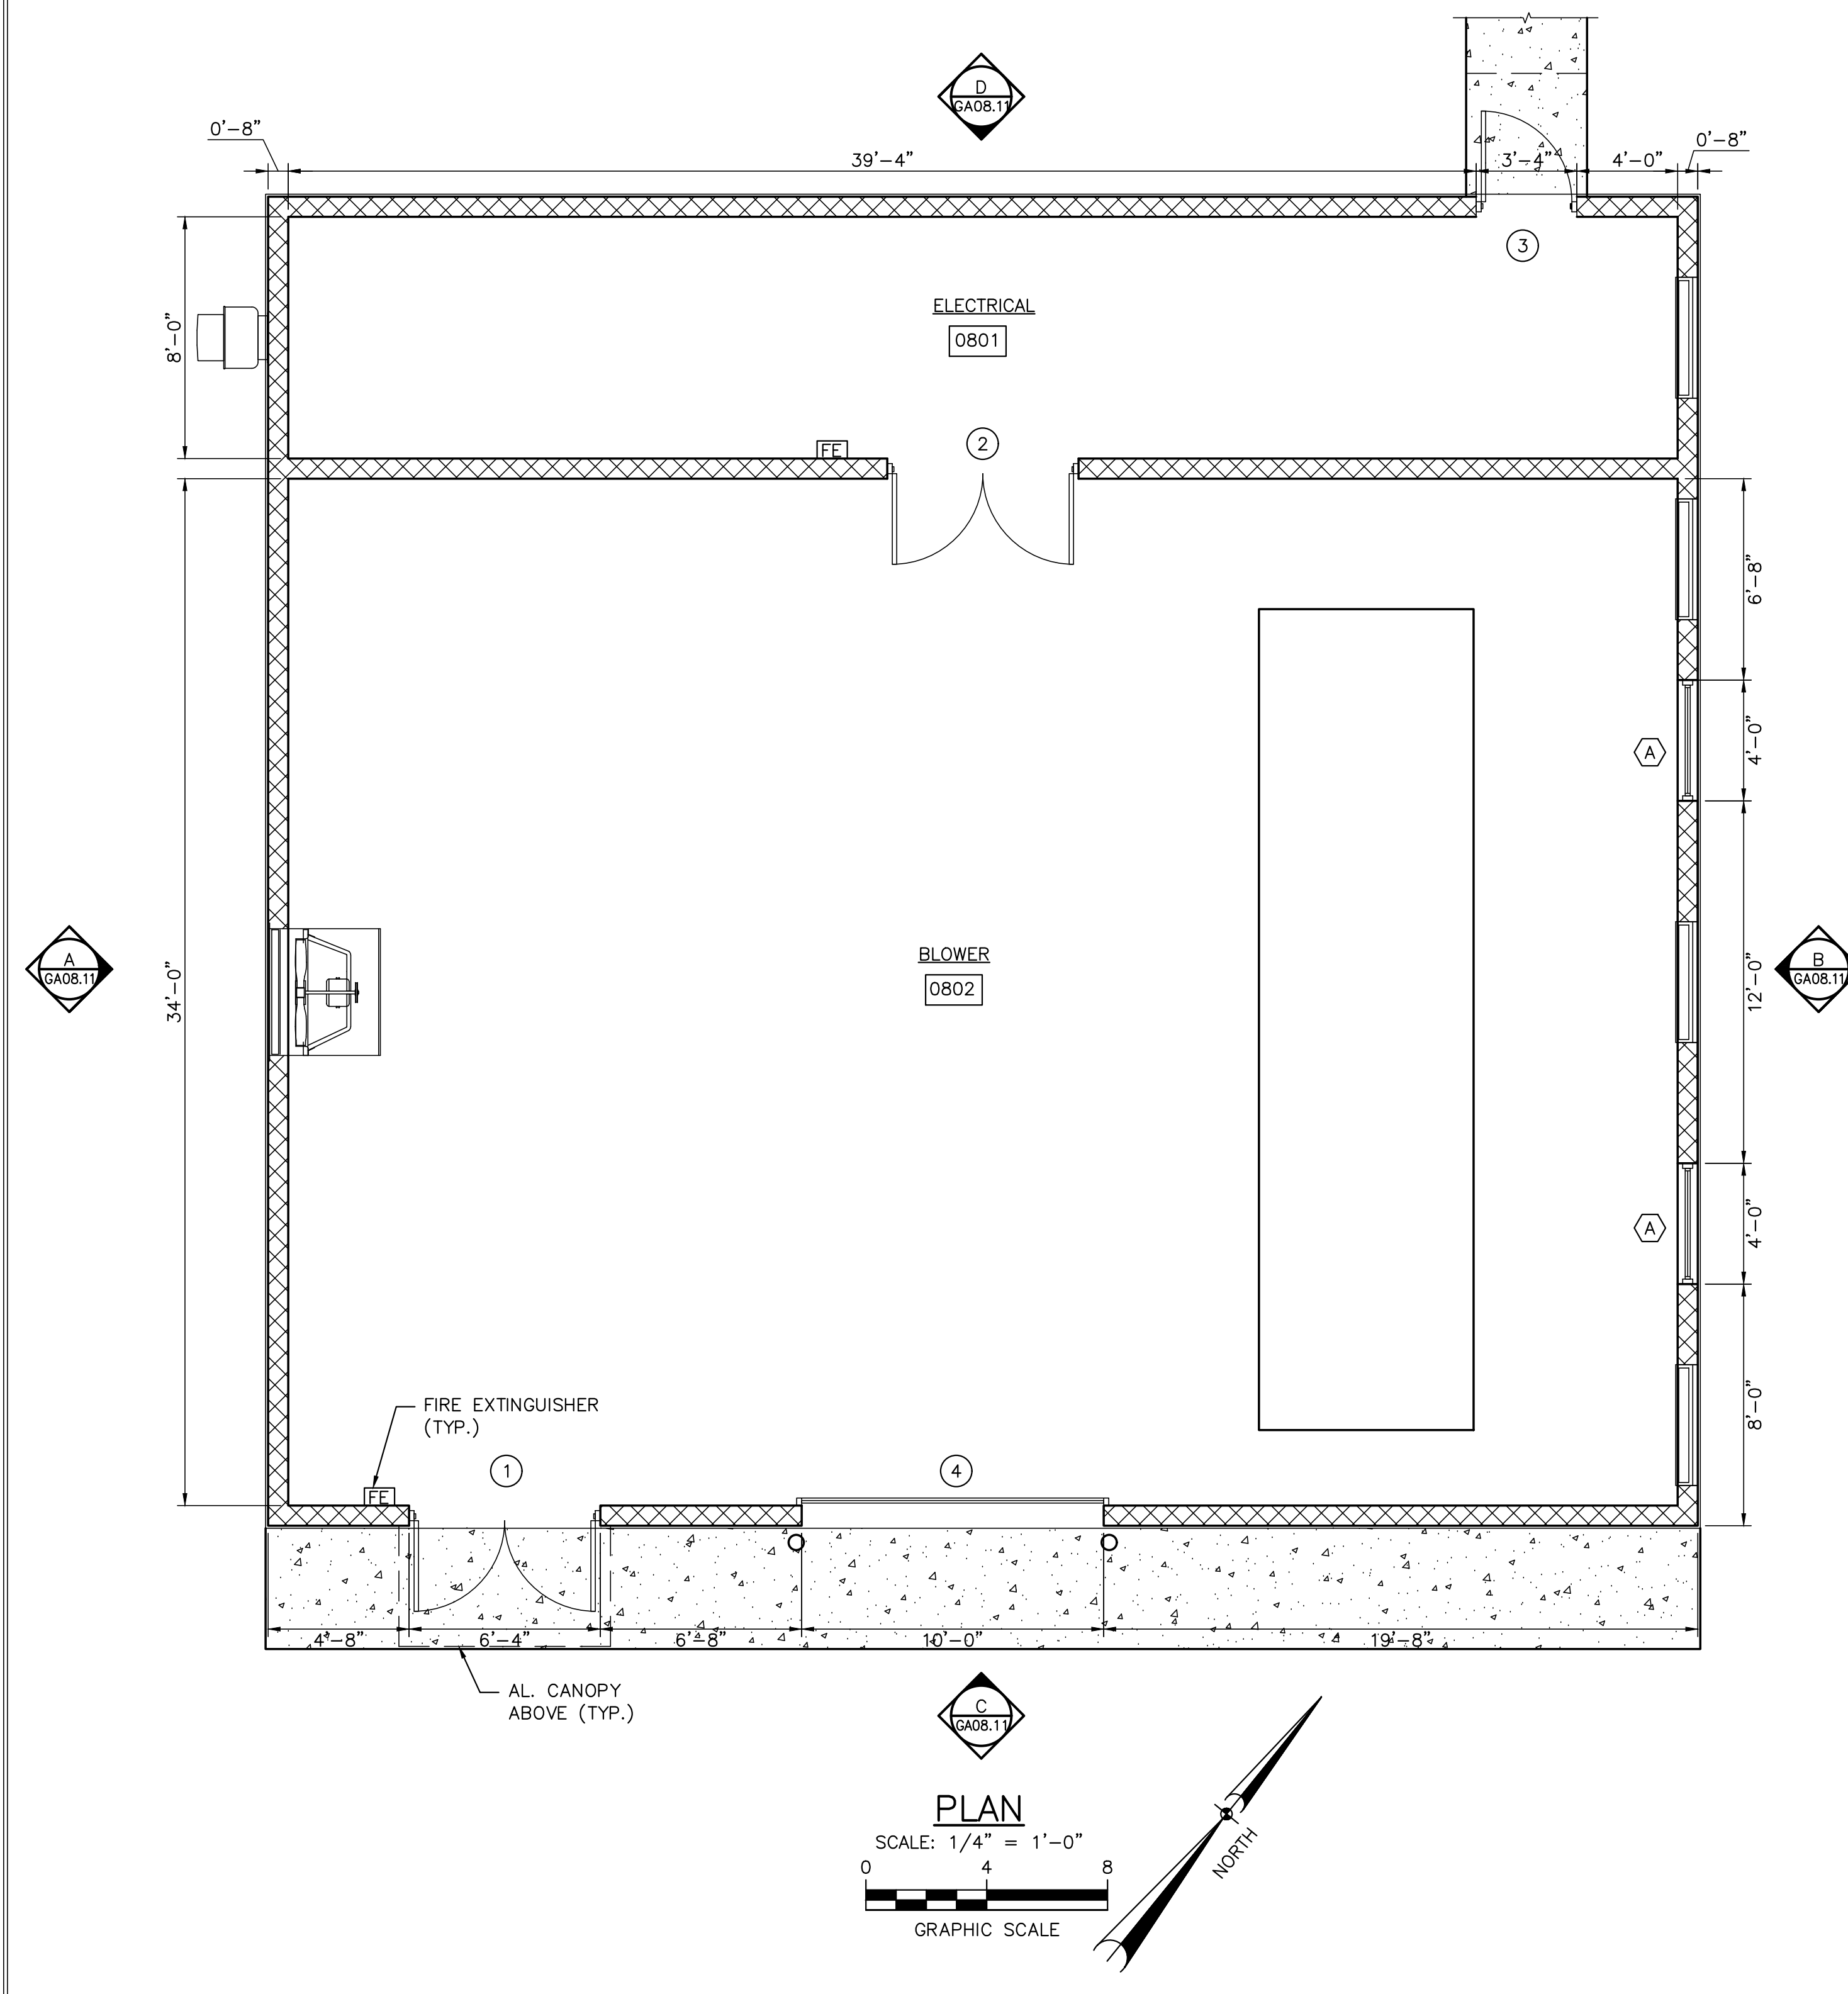 D
GA08.11
0'-8"
39'-4"
3'-4"
4'-0"
0'-8"
3
8'-0"
ELECTRICAL
0801
FE
2
6'-8"
4'-0"
A
A
GA08.11
34'-0"
BLOWER
0802
12'-0"
B
GA08.11
A
4'-0"
FIRE EXTINGUISHER
(TYP.)
8'-0"
1
4
FE
4'-8"
6'-4"
6'-8"
10'-0"
19'-8"
AL. CANOPY
ABOVE (TYP.)
C
GA08.11
PLAN
SCALE: 1/4" = 1'-0"
0 4 8
GRAPHIC SCALE
NORTH